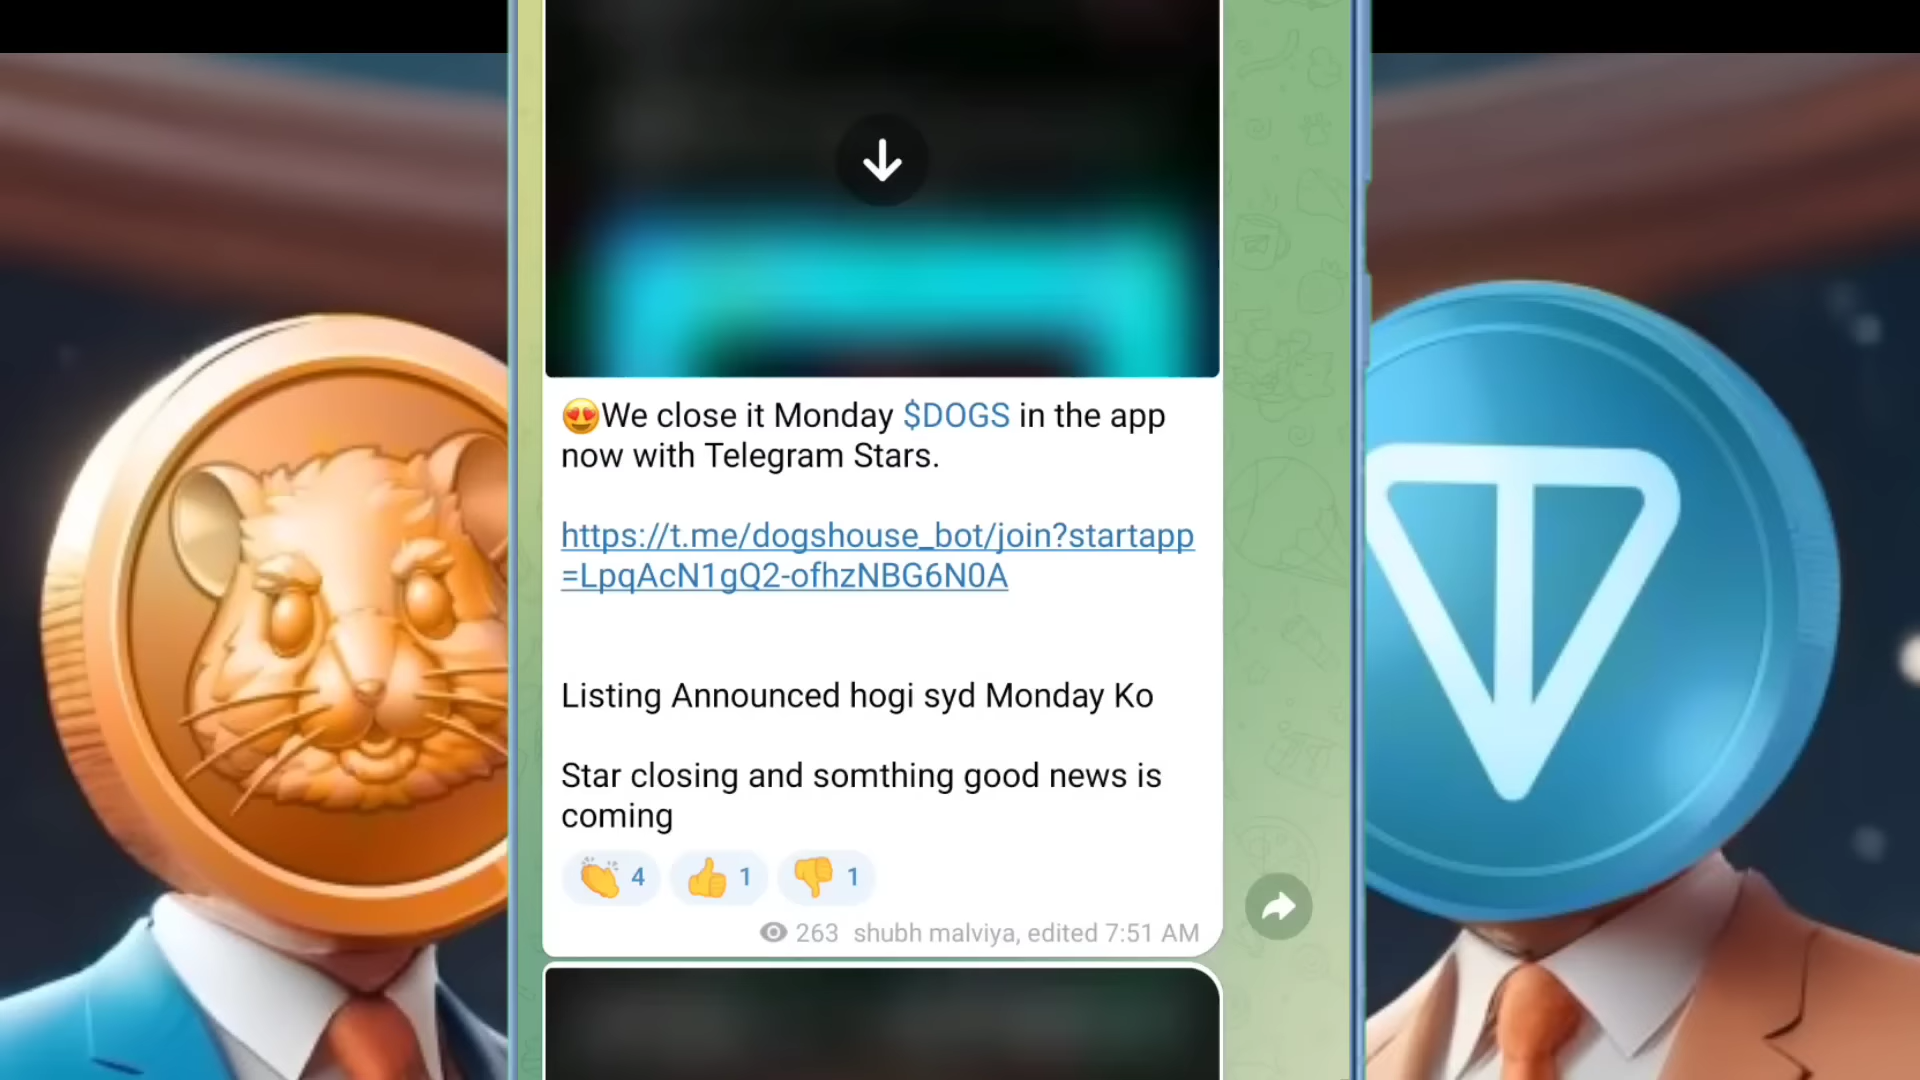 😍We close it Monday $DOGS in the app
now with Telegram Stars.
https://t.me/dogshouse_bot/join?startapp
=LpqAcN1gQ2-ofhzNBG6N0A
Listing Announced hogi syd Monday Ko
Star closing and somthing good news is
coming
👏 4 👍 1 👎 1
263 shubh malviya, edited 7:51 AM